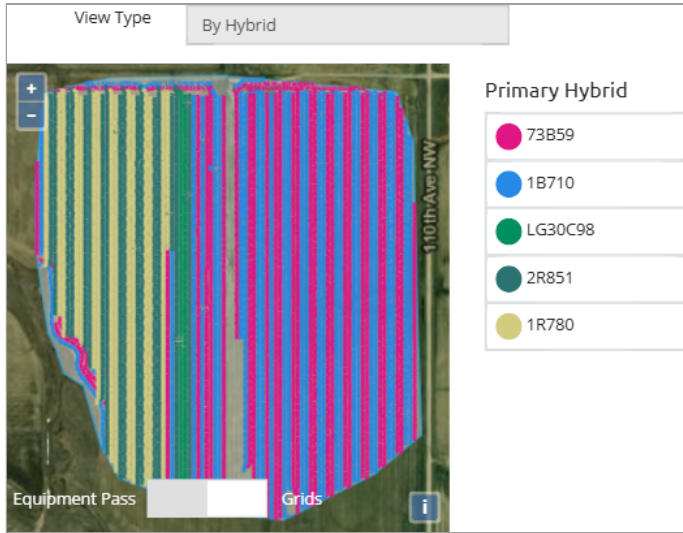 View Type
By Hybrid
+
−
Primary Hybrid
73B59
1B710
LG30C98
2R851
1R780
110th Ave NW
Equipment Pass
Grids
i